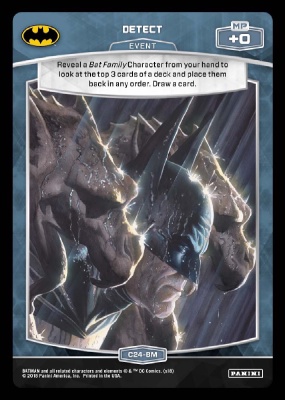 DETECT
MP
+0
EVENT
Reveal a Bat Family Character from your hand to
look at the top 3 cards of a deck and place them
back in any order. Draw a card.
C24-BM
BATMAN and all related characters and elements © & ™ DC Comics. (s18)
© 2018 Panini America, Inc. Printed in the USA.
PANINI